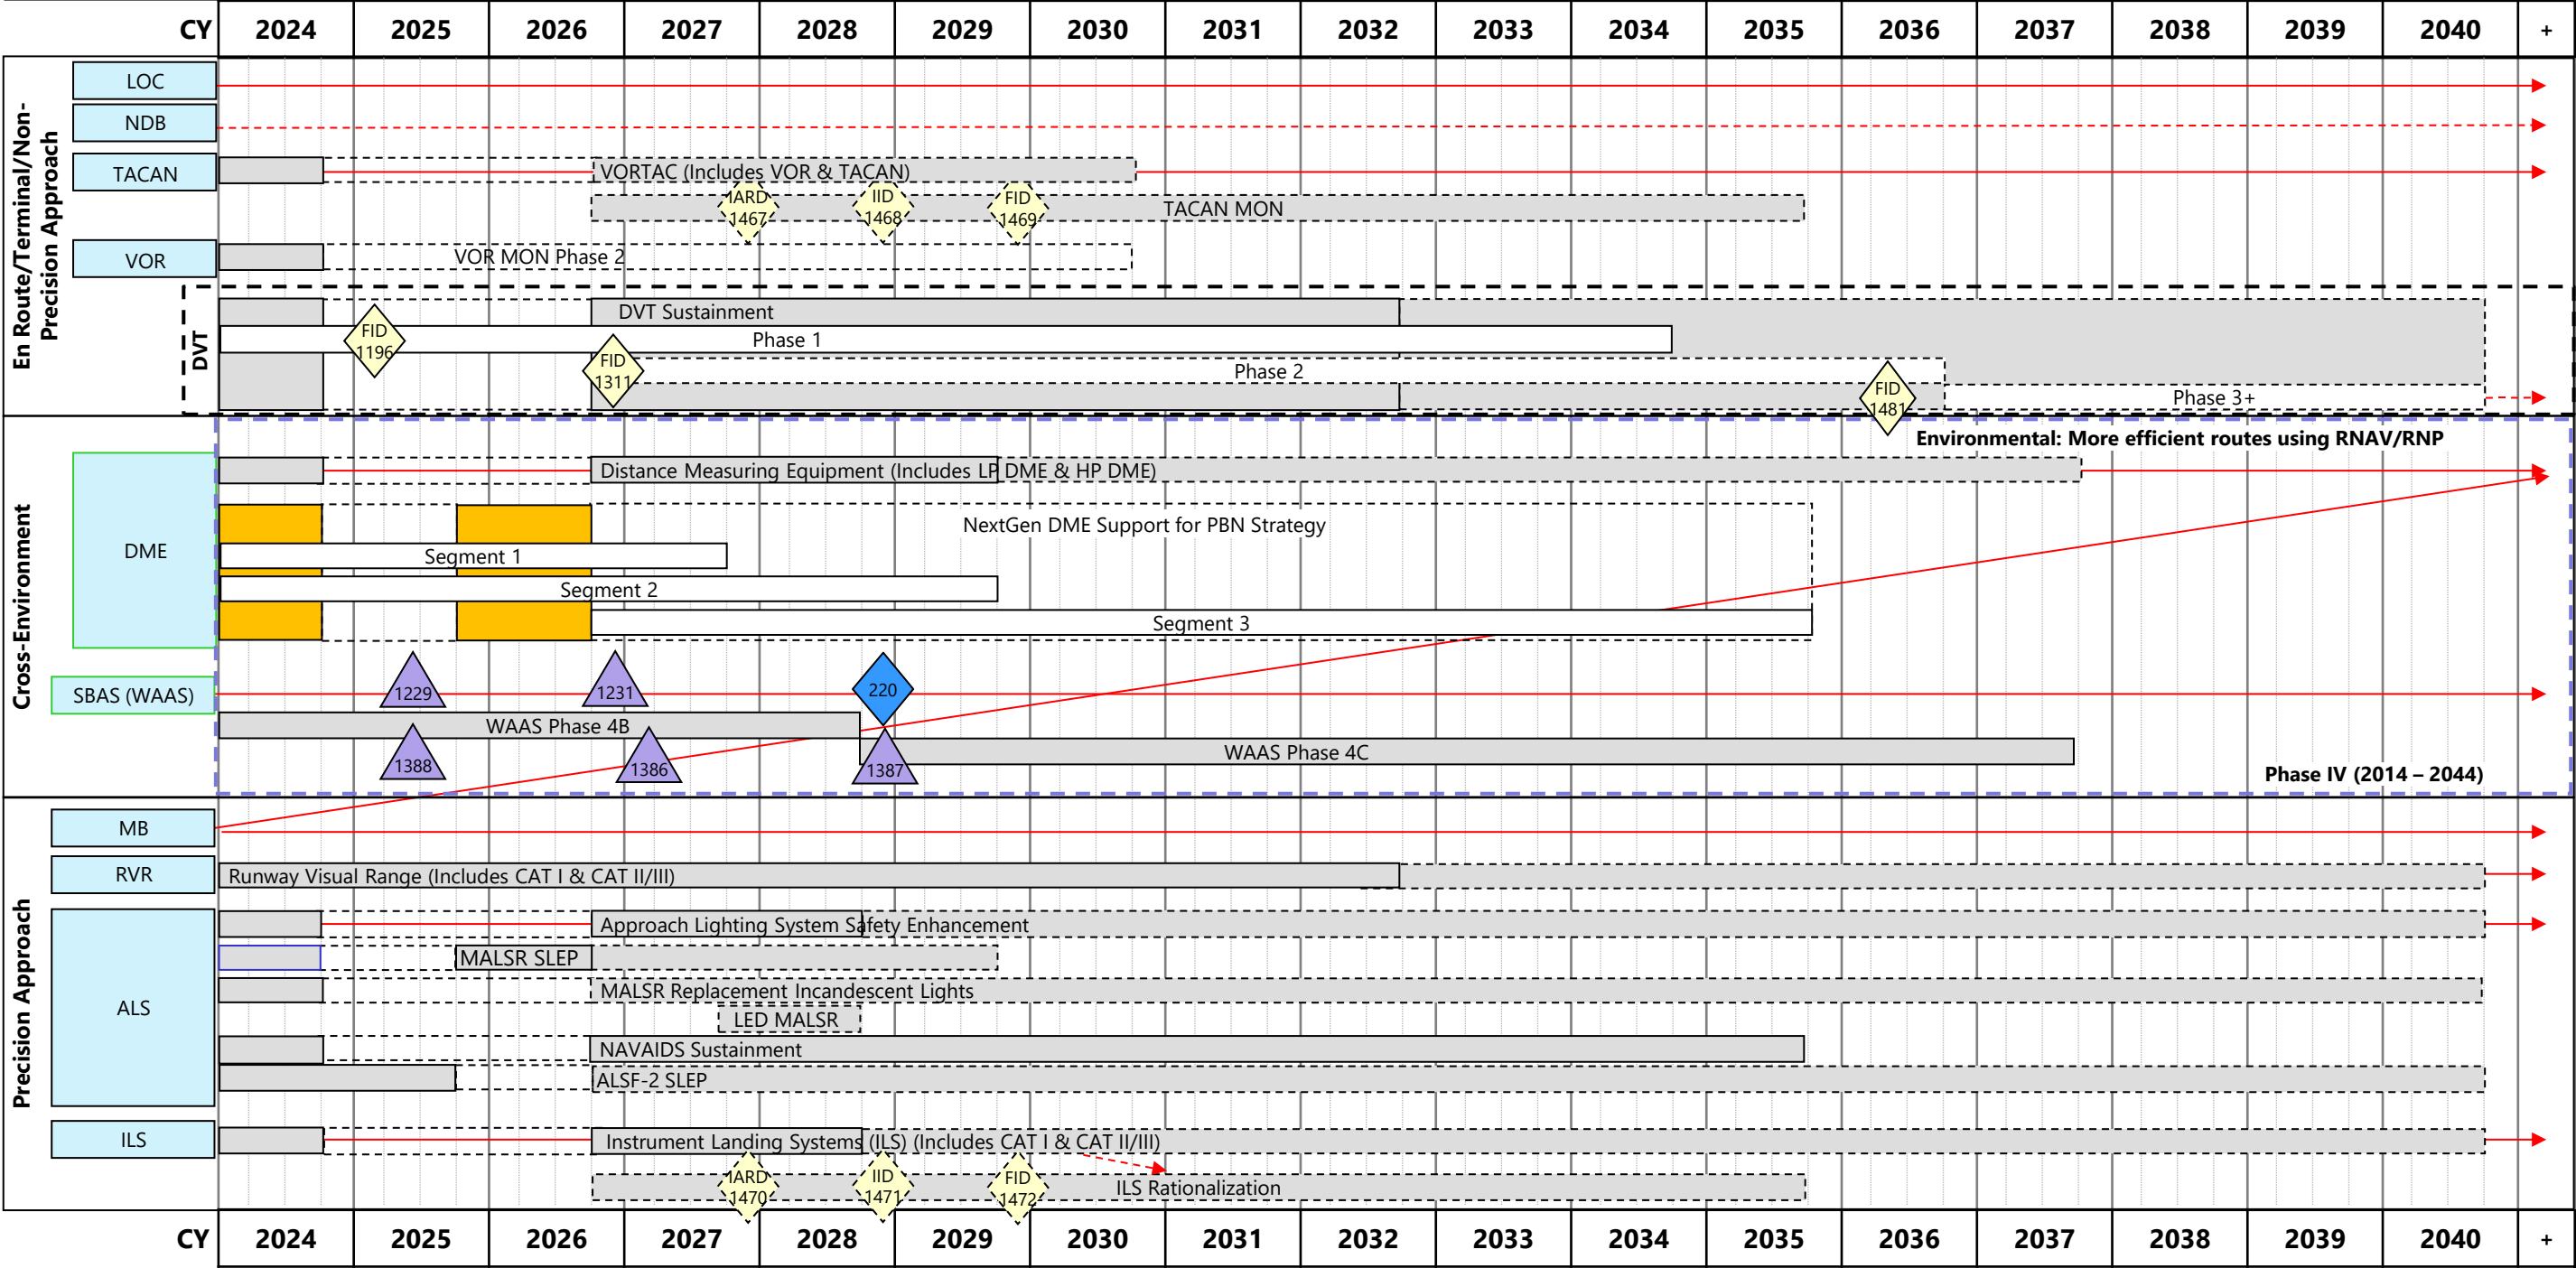 CY 2024 2025 2026 2027 2028 2029 2030 2031 2032 2033 2034 2035 2036 2037 2038 2039 2040 +
En Route/Terminal/Non-
Precision Approach
LOC
NDB
TACAN
VORTAC (Includes VOR & TACAN)
IARD
1467
IID
1468
FID
1469
TACAN MON
VOR
VOR MON Phase 2
DVT
DVT Sustainment
FID
1196
Phase 1
FID
1311
Phase 2
FID
1481
Phase 3+
Cross-Environment
Environmental: More efficient routes using RNAV/RNP
DME
Distance Measuring Equipment (Includes LP DME & HP DME)
NextGen DME Support for PBN Strategy
Segment 1
Segment 2
Segment 3
SBAS (WAAS)
1229
1231
220
WAAS Phase 4B
WAAS Phase 4C
1388
1386
1387
Phase IV (2014 – 2044)
Precision Approach
MB
RVR
Runway Visual Range (Includes CAT I & CAT II/III)
ALS
Approach Lighting System Safety Enhancement
MALSR SLEP
MALSR Replacement Incandescent Lights
LED MALSR
NAVAIDS Sustainment
ALSF-2 SLEP
ILS
Instrument Landing Systems (ILS) (Includes CAT I & CAT II/III)
IARD
1470
IID
1471
FID
1472
ILS Rationalization
CY 2024 2025 2026 2027 2028 2029 2030 2031 2032 2033 2034 2035 2036 2037 2038 2039 2040 +